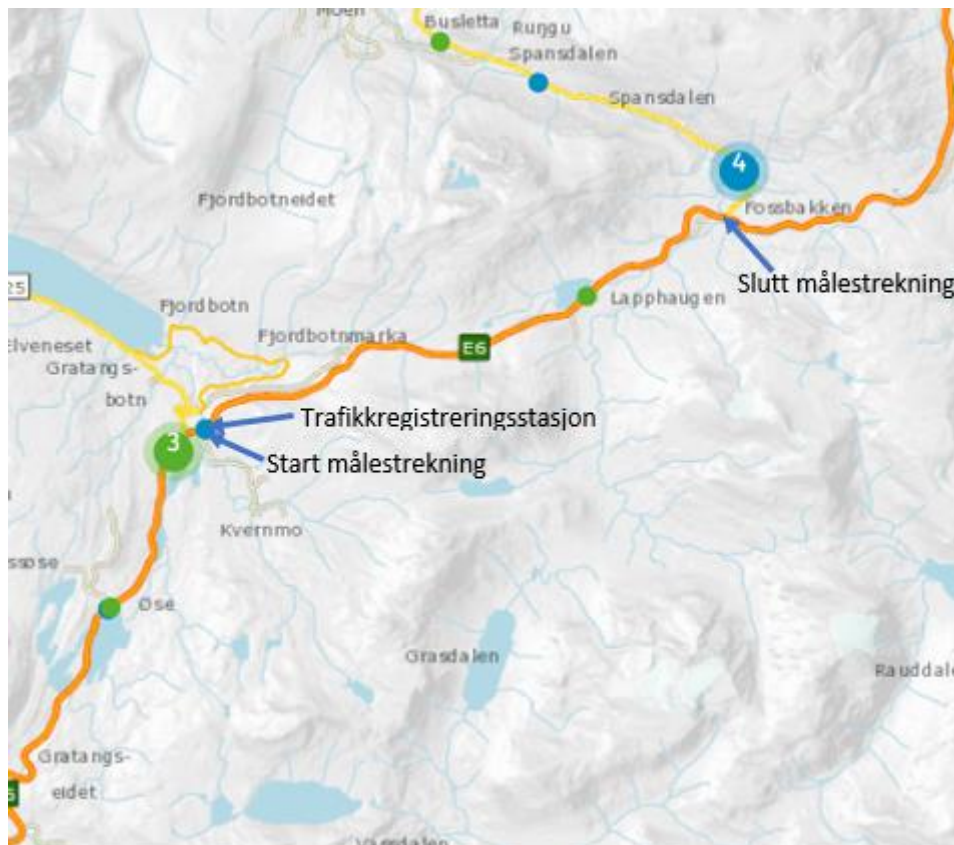 Moen
Busletta
Rungu
Spansdalen
Spansdalen
4
Fjordbotneidet
Fossbakken
Slutt målestrekning
25
Lapphaugen
Fjordbotn
Fjordbotnmarka
E6
Elveneset
Gratangs-
botn
Trafikkregistreringsstasjon
3
Start målestrekning
Kvernmo
Øse
Grasdalen
Gratangs-
eidet